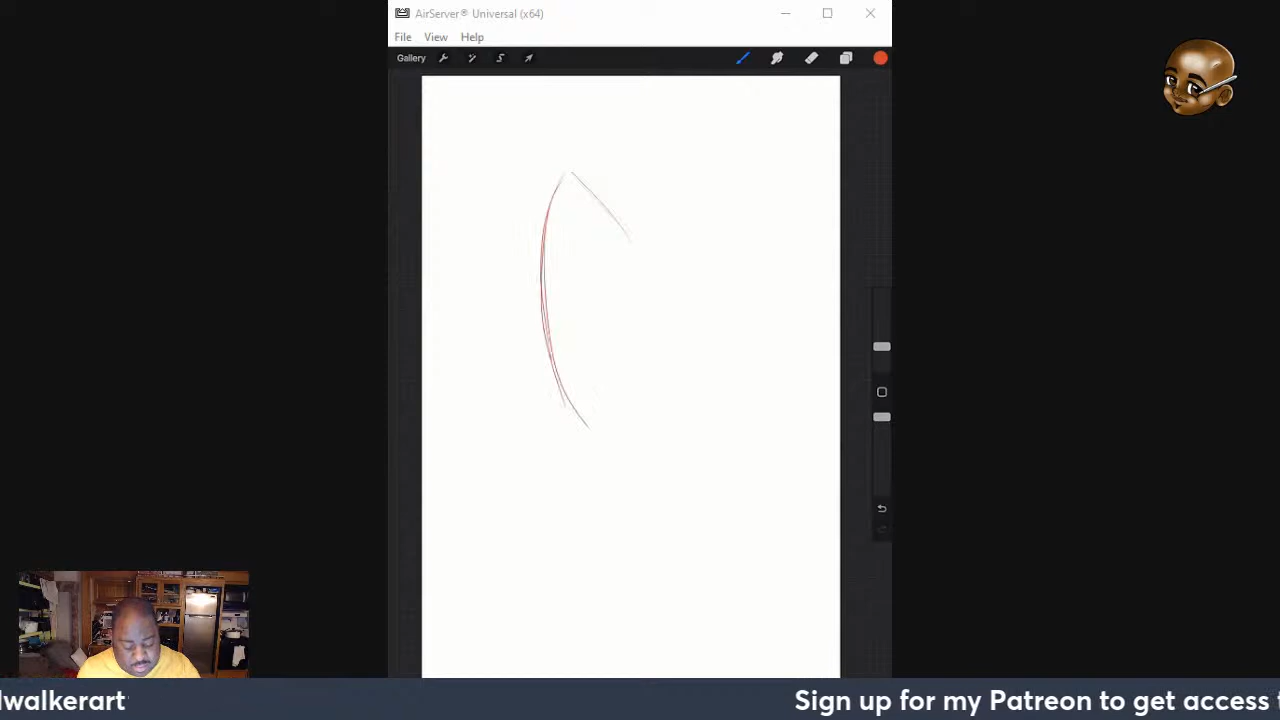 AirServer® Universal (x64)
File View Help
Gallery
lwalkerart
Sign up for my Patreon to get access